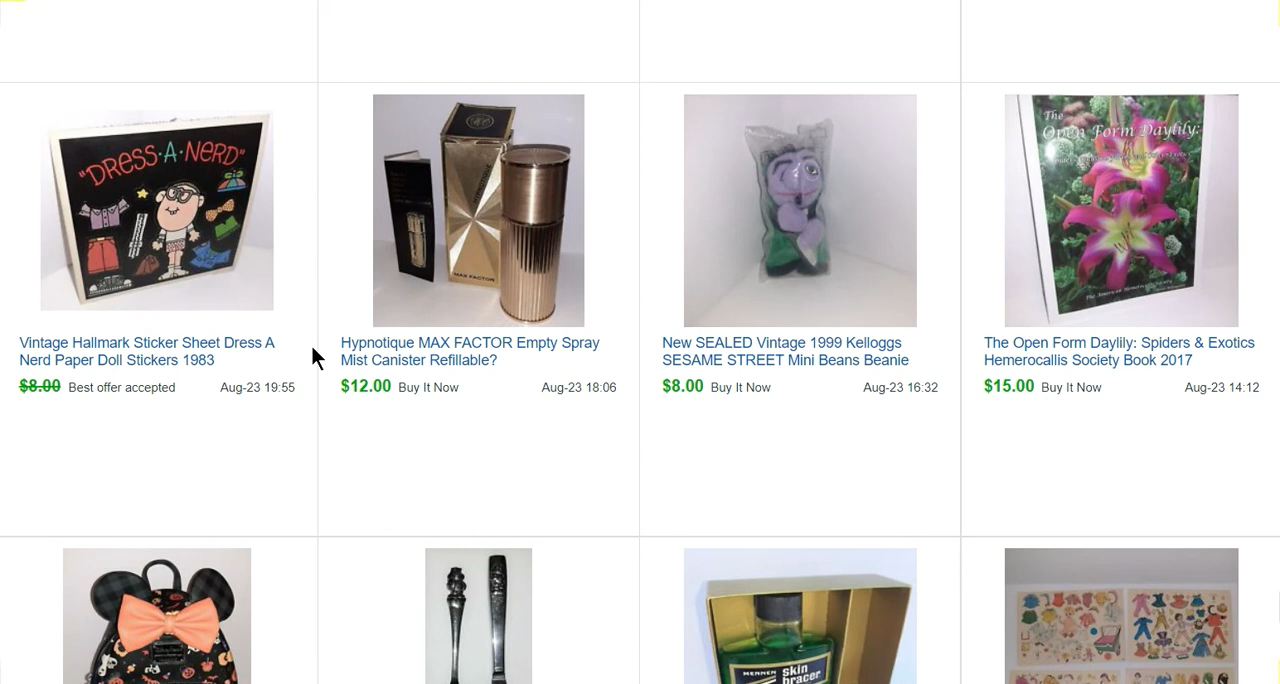 "DRESS·A·NERD"
MAX FACTOR
The
Open Form Daylily:
Vintage Hallmark Sticker Sheet Dress A
Nerd Paper Doll Stickers 1983
$8.00 Best offer accepted Aug-23 19:55
Hypnotique MAX FACTOR Empty Spray
Mist Canister Refillable?
$12.00 Buy It Now Aug-23 18:06
New SEALED Vintage 1999 Kelloggs
SESAME STREET Mini Beans Beanie
$8.00 Buy It Now Aug-23 16:32
The Open Form Daylily: Spiders & Exotics
Hemerocallis Society Book 2017
$15.00 Buy It Now Aug-23 14:12
MENNEN skin
bracer